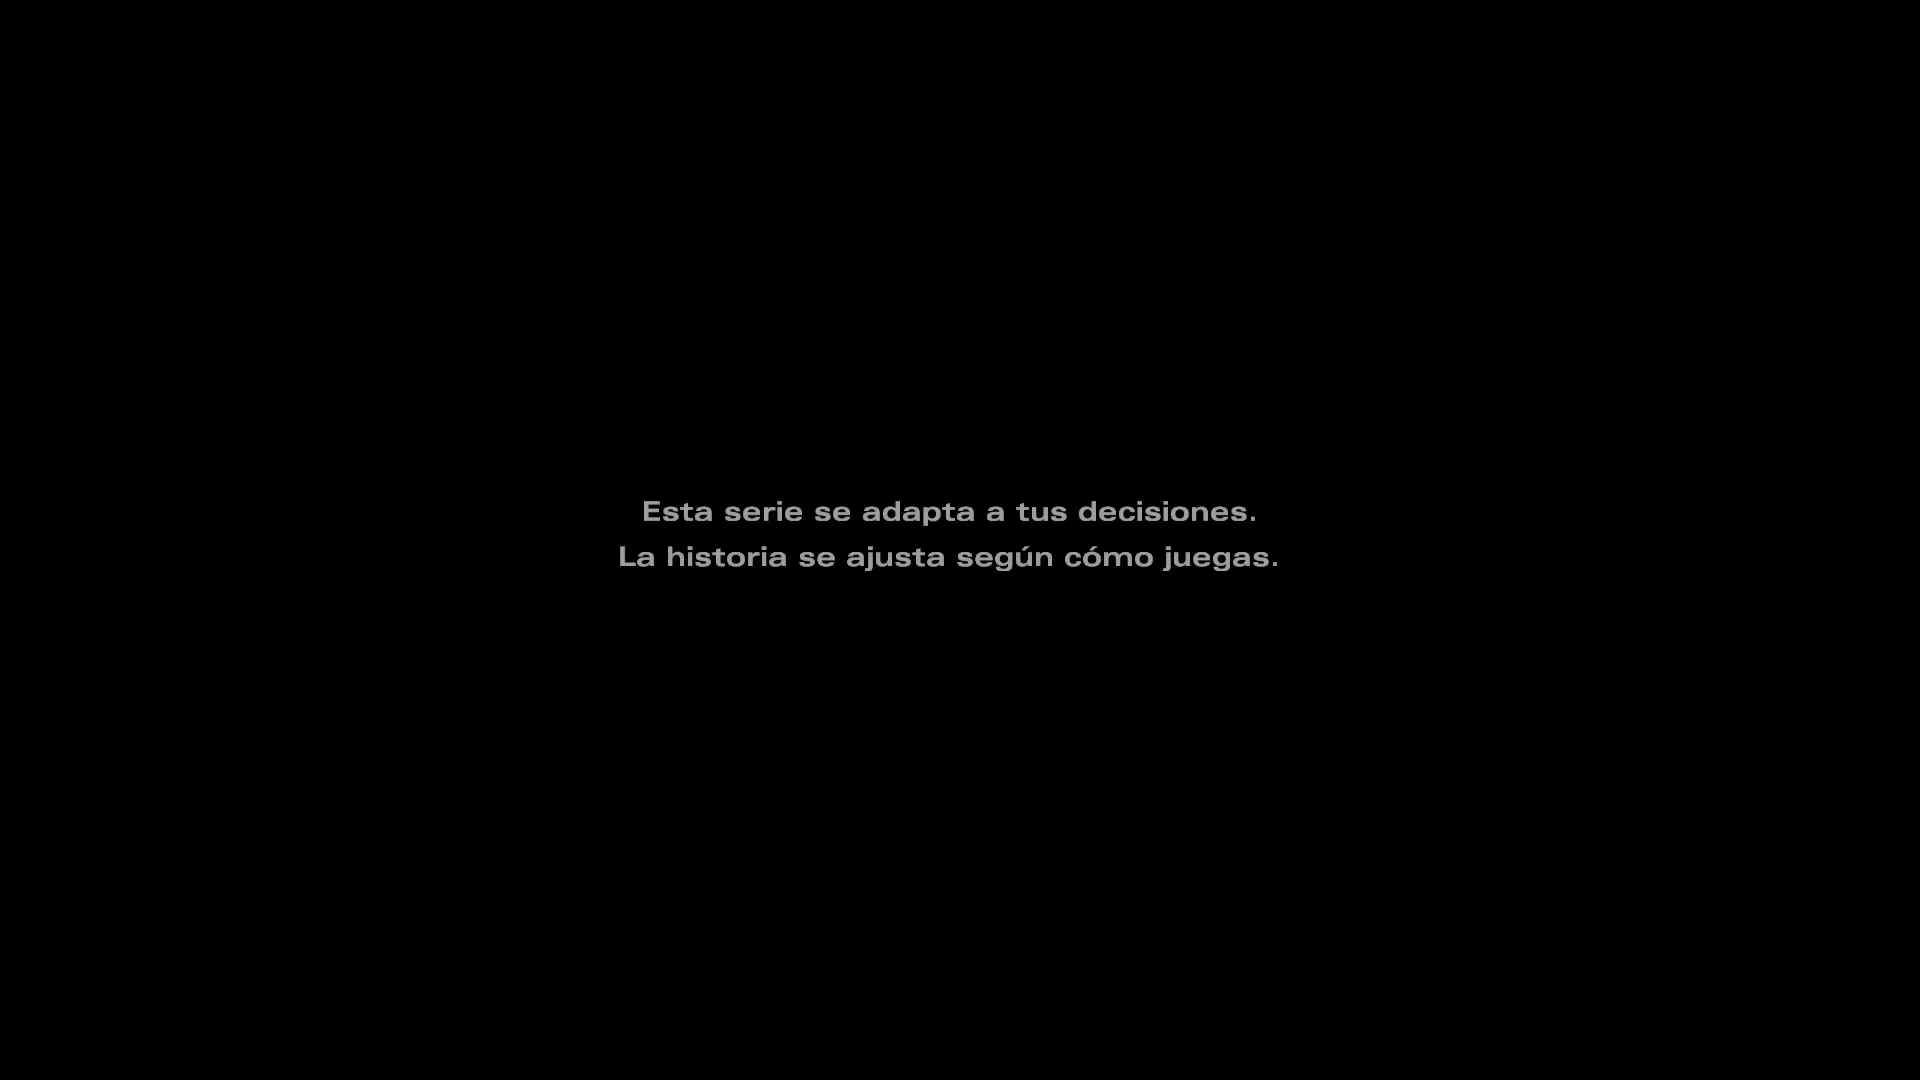 Esta serie se adapta a tus decisiones.
La historia se ajusta según cómo juegas.